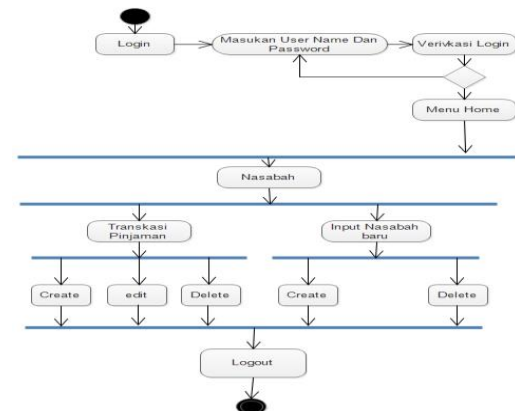 Login
Masukan User Name Dan
Password
Verivkasi Login
Menu Home
Nasabah
Transkasi
Pinjaman
Input Nasabah
baru
Create
edit
Delete
Create
Delete
Logout